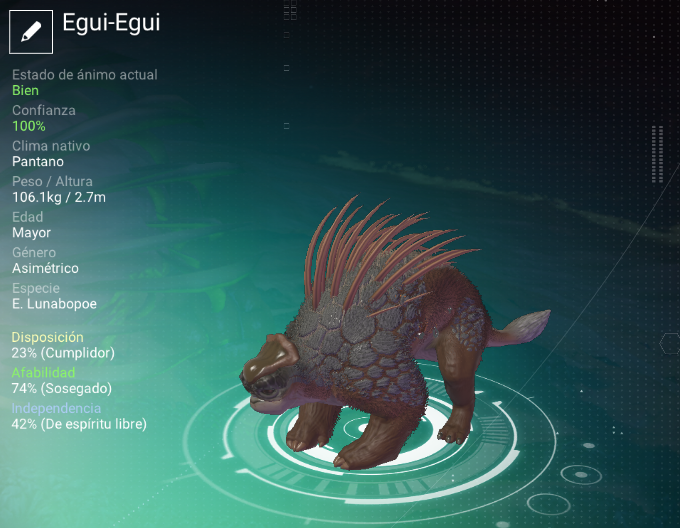 Egui-Egui
Estado de ánimo actual
Bien
Confianza
100%
Clima nativo
Pantano
Peso / Altura
106.1kg / 2.7m
Edad
Mayor
Género
Asimétrico
Especie
E. Lunabopoe
Disposición
23% (Cumplidor)
Afabilidad
74% (Sosegado)
Independencia
42% (De espíritu libre)